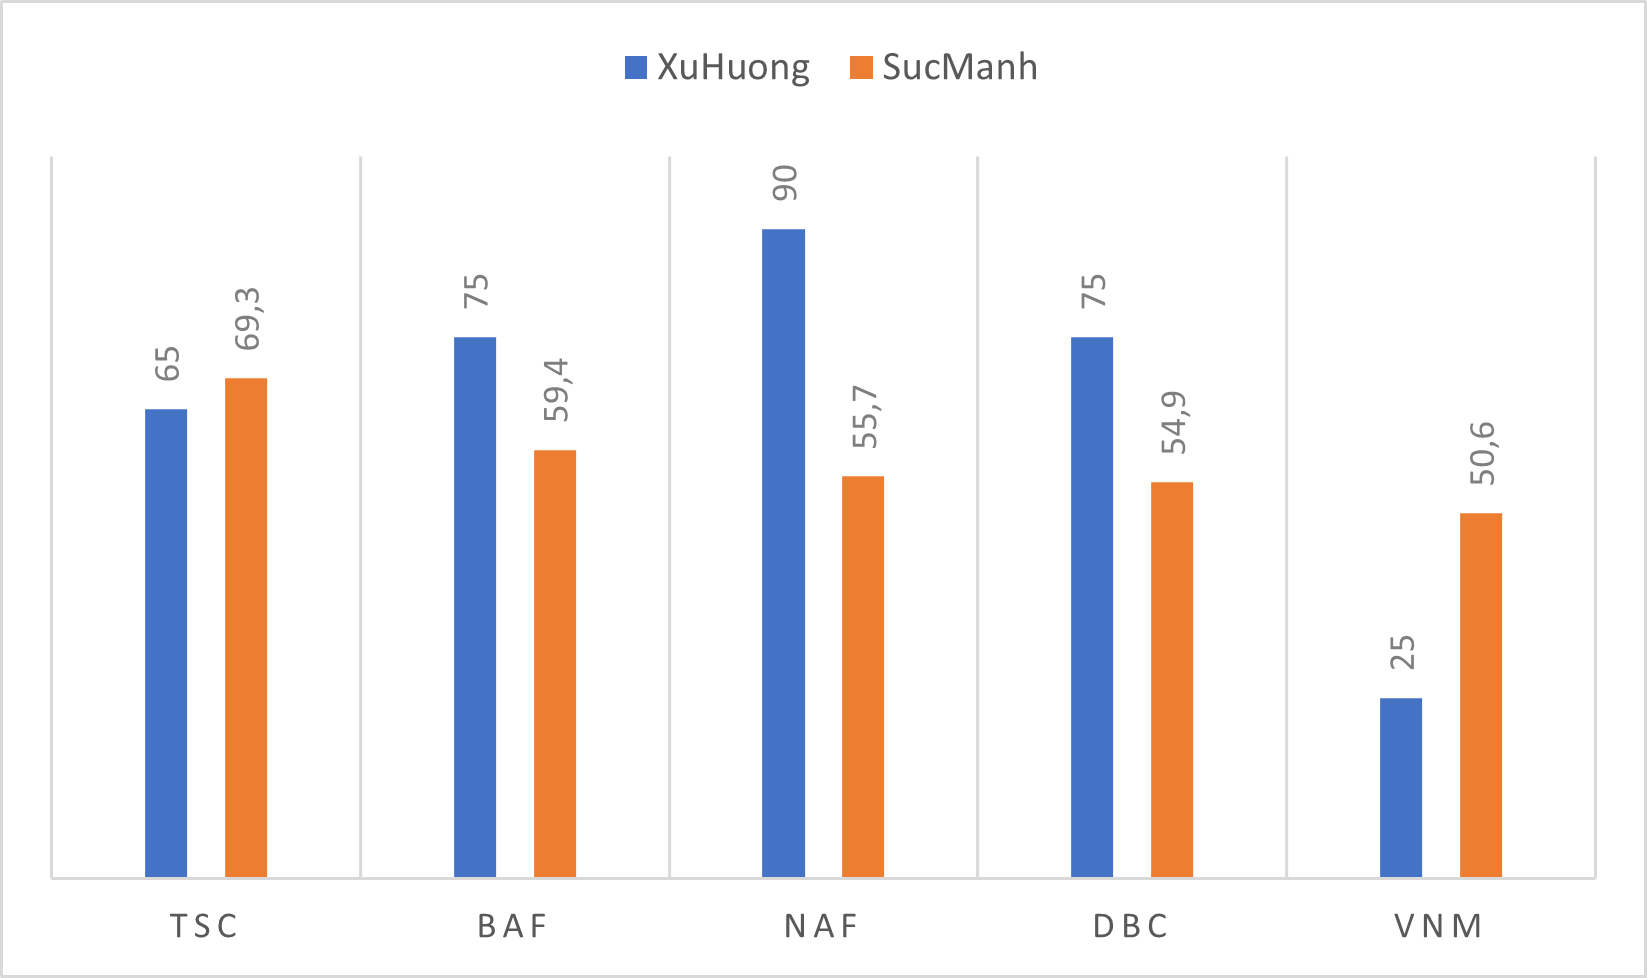 XuHuong SucManh
65 69,3 75 59,4 90 55,7 75 54,9 25 50,6
TSC BAF NAF DBC VNM